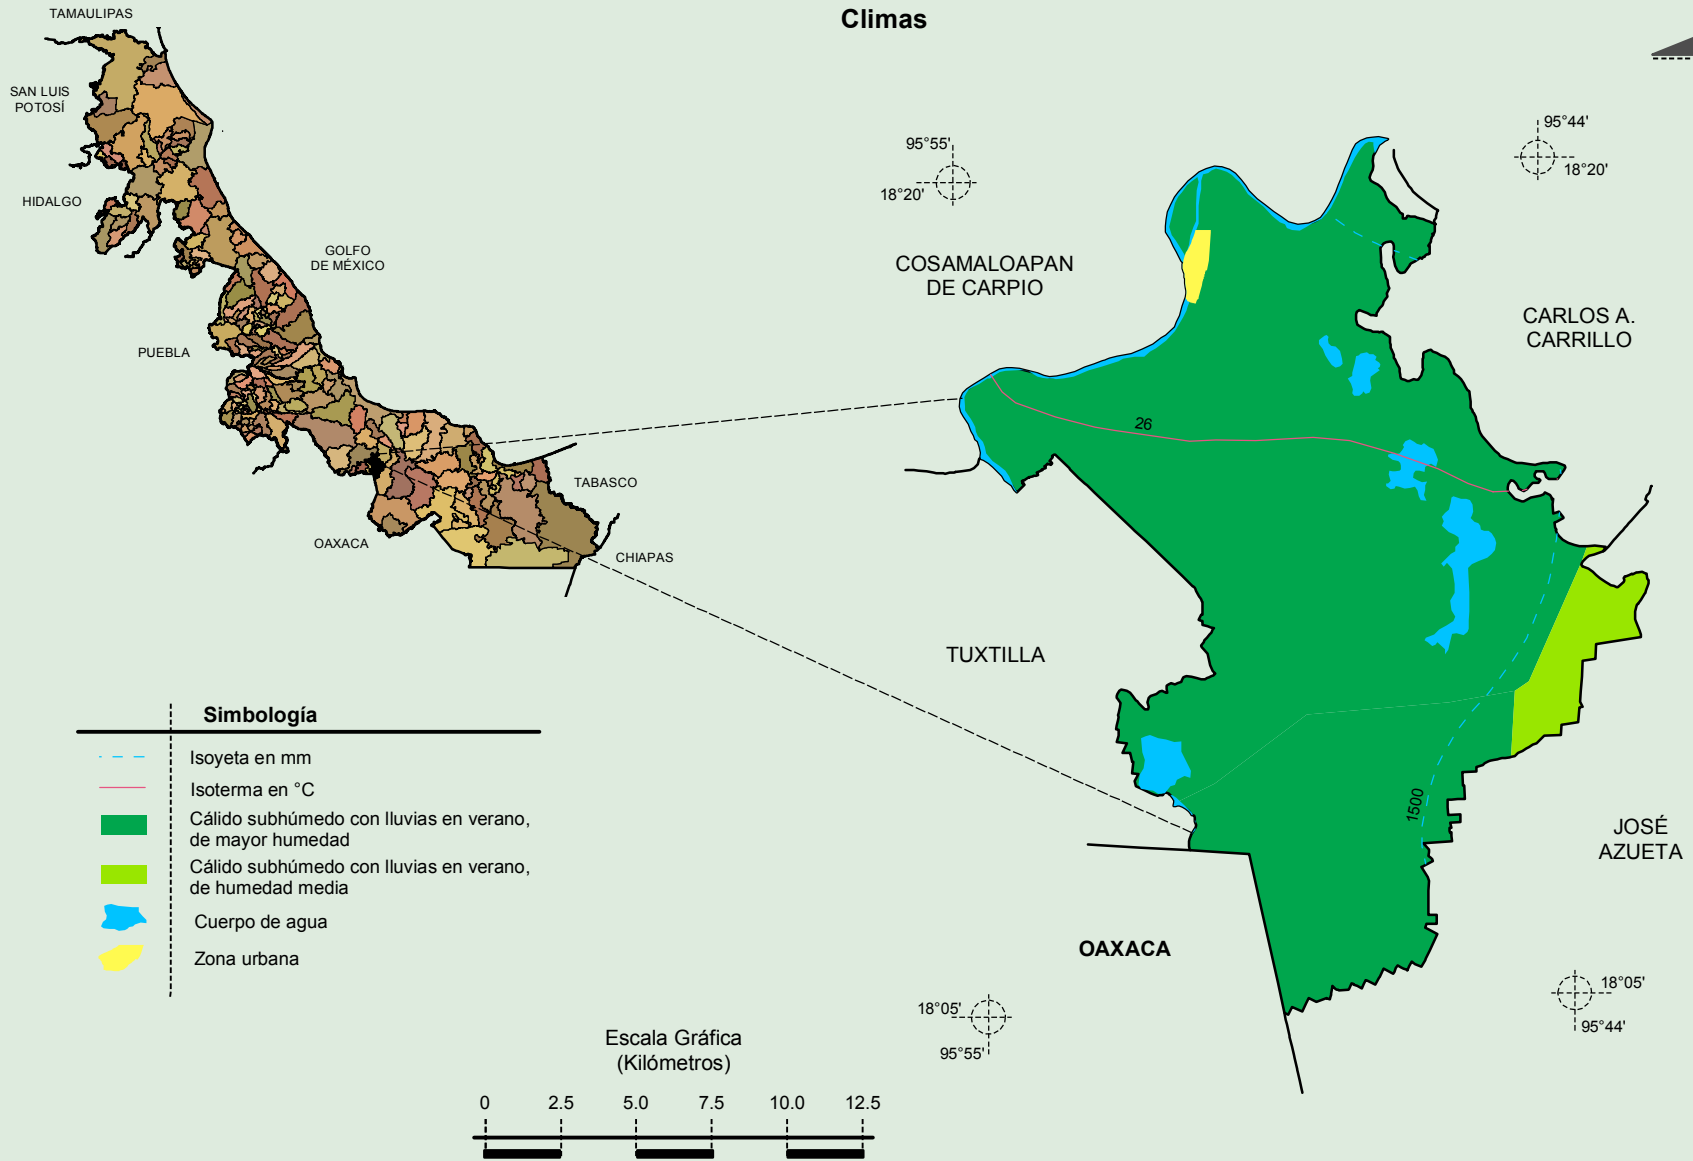 Climas
TAMAULIPAS
SAN LUIS
POTOSÍ
HIDALGO
GOLFO
DE MÉXICO
PUEBLA
OAXACA
TABASCO
CHIAPAS
95°55'
18°20'
95°44'
18°20'
COSAMALOAPAN
DE CARPIO
CARLOS A.
CARRILLO
26
TUXTILLA
1500
JOSÉ
AZUETA
OAXACA
18°05'
95°55'
18°05'
95°44'
Simbología
Isoyeta en mm
Isoterma en °C
Cálido subhúmedo con lluvias en verano,
de mayor humedad
Cálido subhúmedo con lluvias en verano,
de humedad media
Cuerpo de agua
Zona urbana
Escala Gráfica
(Kilómetros)
0 2.5 5.0 7.5 10.0 12.5